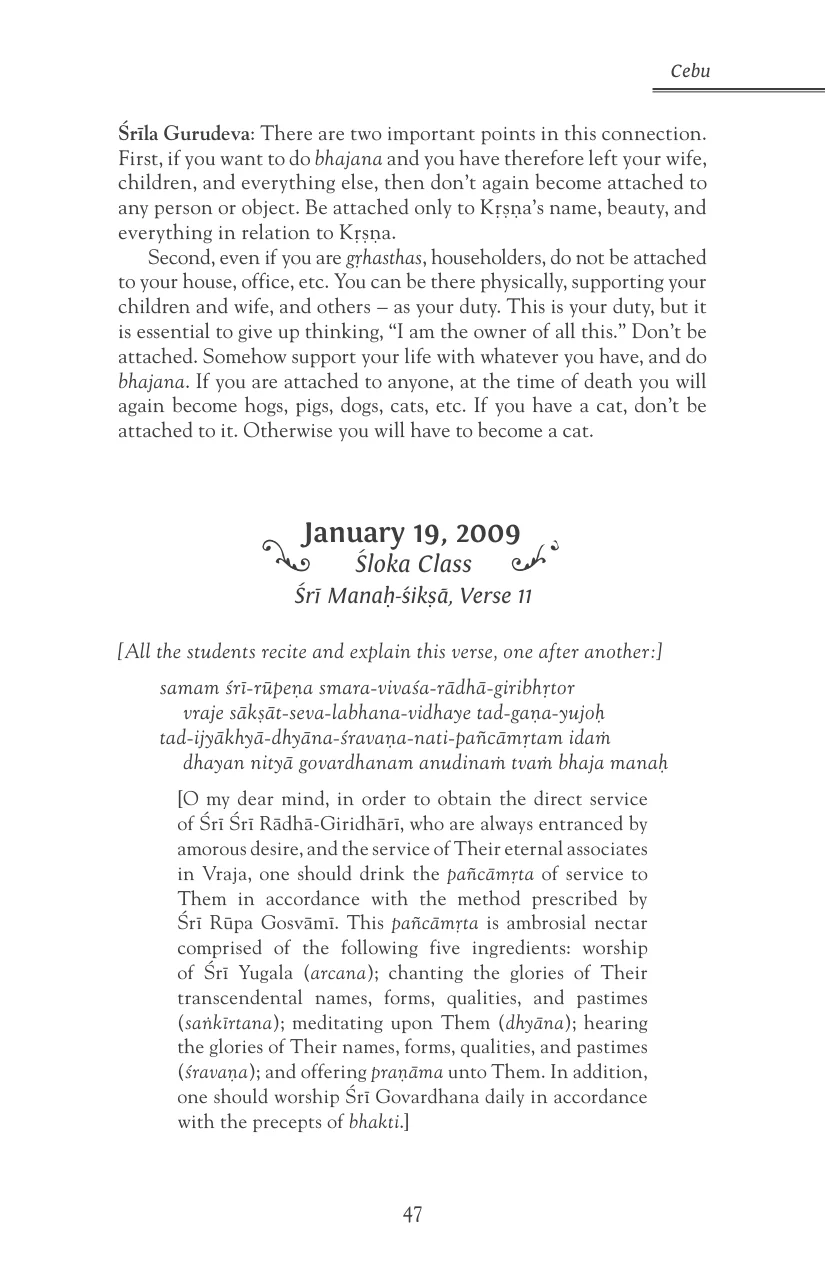 Cebu
Śrīla Gurudeva: There are two important points in this connection.
First, if you want to do bhajana and you have therefore left your wife,
children, and everything else, then don’t again become attached to
any person or object. Be attached only to Kṛṣṇa’s name, beauty, and
everything in relation to Kṛṣṇa.
Second, even if you are gṛhasthas, householders, do not be attached
to your house, office, etc. You can be there physically, supporting your
children and wife, and others – as your duty. This is your duty, but it
is essential to give up thinking, “I am the owner of all this.” Don’t be
attached. Somehow support your life with whatever you have, and do
bhajana. If you are attached to anyone, at the time of death you will
again become hogs, pigs, dogs, cats, etc. If you have a cat, don’t be
attached to it. Otherwise you will have to become a cat.
January 19, 2009
Śloka Class
Śrī Manaḥ-śikṣā, Verse 11
[All the students recite and explain this verse, one after another:]
samam śrī-rūpeṇa smara-vivaśa-rādhā-giribhṛtor
vraje sākṣāt-seva-labhana-vidhaye tad-gaṇa-yujoḥ
tad-ijyākhyā-dhyāna-śravaṇa-nati-pañcāmṛtam idaṁ
dhayan nityā govardhanam anudinaṁ tvaṁ bhaja manaḥ
[O my dear mind, in order to obtain the direct service
of Śrī Śrī Rādhā-Giridhārī, who are always entranced by
amorous desire, and the service of Their eternal associates
in Vraja, one should drink the pañcāmṛta of service to
Them in accordance with the method prescribed by
Śrī Rūpa Gosvāmī. This pañcāmṛta is ambrosial nectar
comprised of the following five ingredients: worship
of Śrī Yugala (arcana); chanting the glories of Their
transcendental names, forms, qualities, and pastimes
(saṅkīrtana); meditating upon Them (dhyāna); hearing
the glories of Their names, forms, qualities, and pastimes
(śravaṇa); and offering praṇāma unto Them. In addition,
one should worship Śrī Govardhana daily in accordance
with the precepts of bhakti.]
47